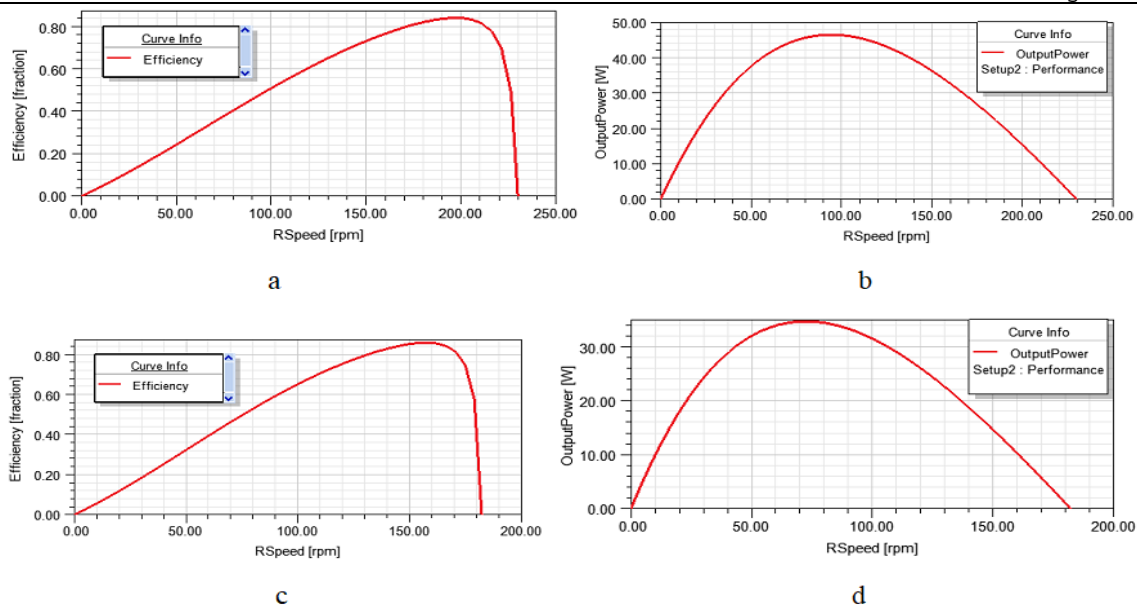 Curve Info
Efficiency
Efficiency [fraction]
0.80
0.60
0.40
0.20
0.00
0.00 50.00 100.00 150.00 200.00 250.00
RSpeed [rpm]
a
Curve Info
OutputPower
Setup2 : Performance
OutputPower [W]
50.00
40.00
30.00
20.00
10.00
0.00
0.00 50.00 100.00 150.00 200.00 250.00
RSpeed [rpm]
b
Curve Info
Efficiency
Efficiency [fraction]
0.80
0.60
0.40
0.20
0.00
0.00 50.00 100.00 150.00 200.00
RSpeed [rpm]
c
Curve Info
OutputPower
Setup2 : Performance
OutputPower [W]
30.00
20.00
10.00
0.00
0.00 50.00 100.00 150.00 200.00
RSpeed [rpm]
d